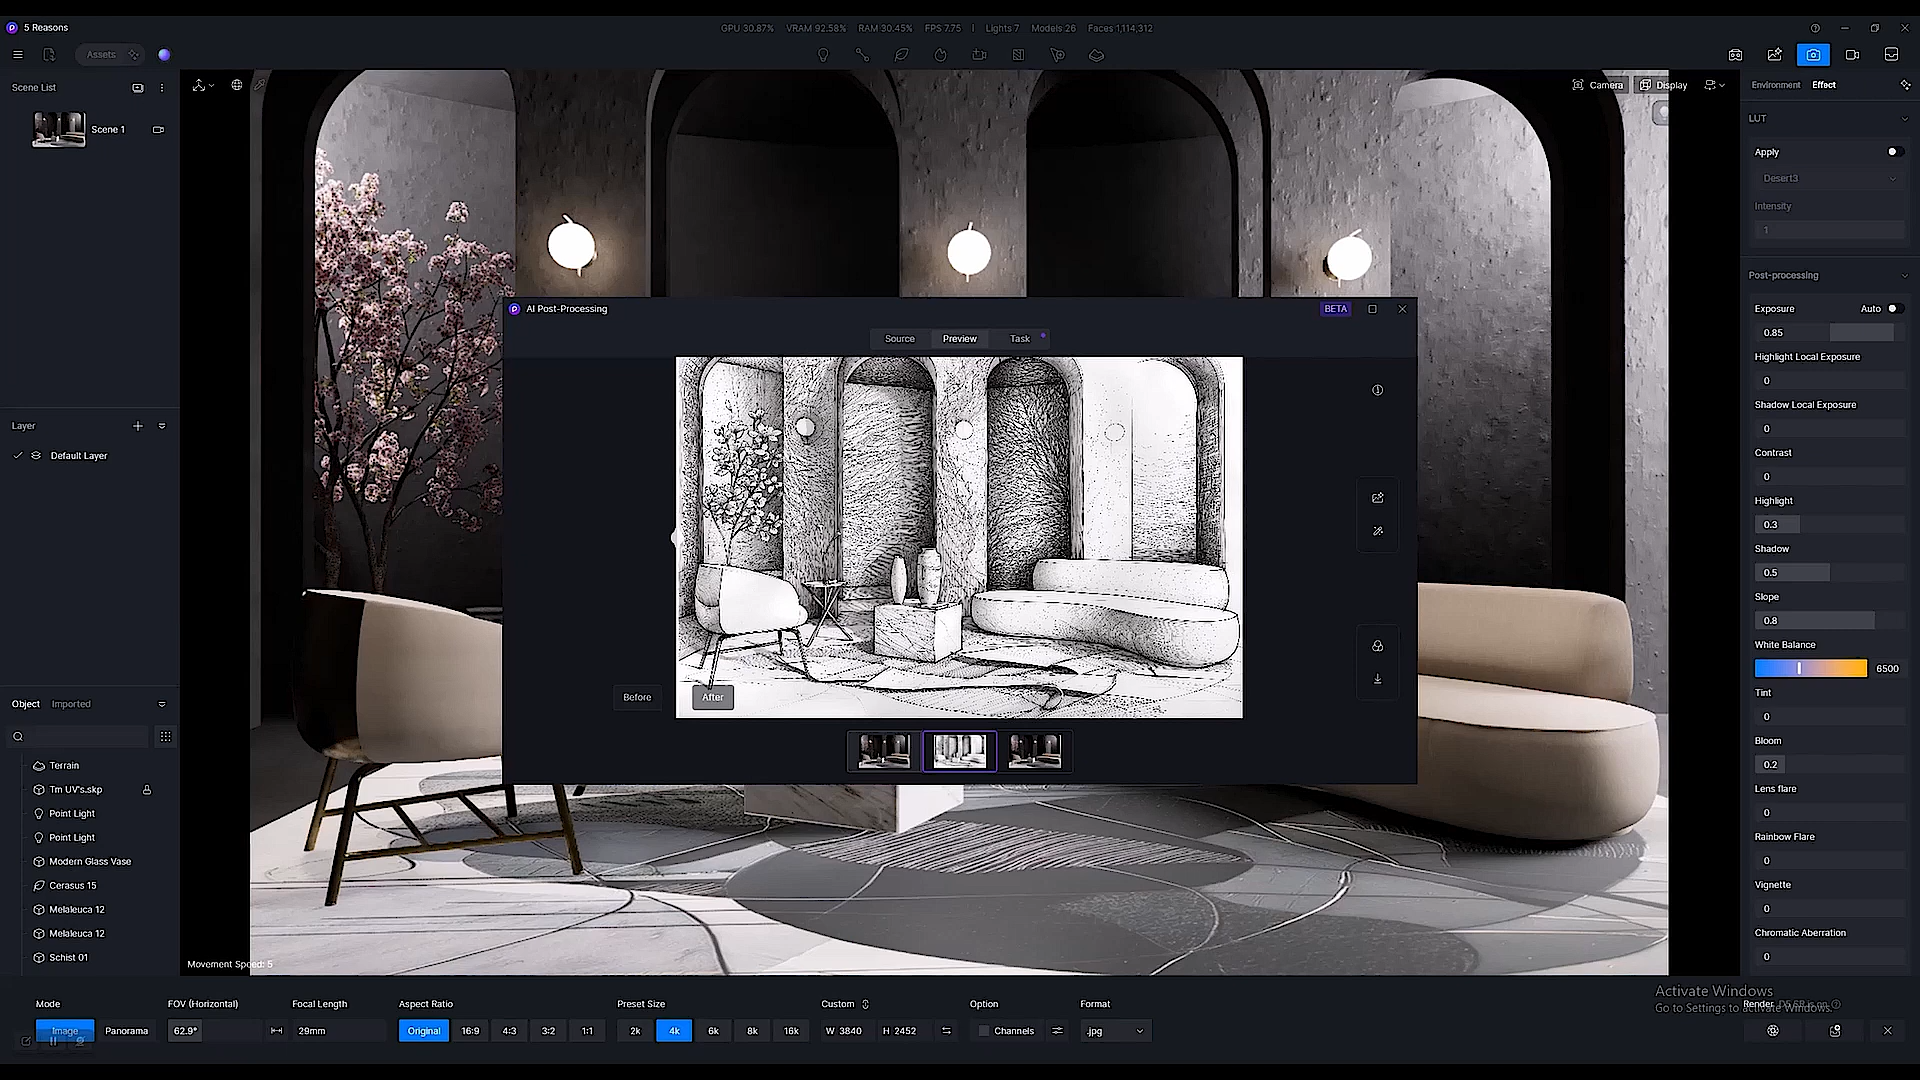 5 Reasons
GPU 30.87% VRAM 92.58% RAM 30.45% FPS 7.75 | Lights 7 Models 26 Faces 1,114,312
Assets
Scene List
Scene 1
Camera
Display
Environment
Effect
LUT
Apply
Desert3
Intensity
1
Post-processing
Exposure
Auto
0.85
Highlight Local Exposure
0
Shadow Local Exposure
0
Contrast
0
Highlight
0.3
Shadow
0.5
Slope
0.8
White Balance
6500
Tint
0
Bloom
0.2
Lens flare
0
Rainbow Flare
0
Vignette
0
Chromatic Aberration
0
AI Post-Processing
BETA
Source
Preview
Task
Before
After
Layer
Default Layer
Object
Imported
Terrain
Tm UV's.skp
Point Light
Point Light
Modern Glass Vase
Cerasus 15
Melaleuca 12
Melaleuca 12
Schist 01
Movement Speed: 5
Mode
Image
Panorama
FOV (Horizontal)
62.9°
Focal Length
29mm
Aspect Ratio
Original
16:9
4:3
3:2
1:1
Preset Size
2k
4k
6k
8k
16k
Custom
W 3840
H 2452
Option
Channels
Format
.jpg
Activate Windows
Go to Settings to activate Windows.
Render